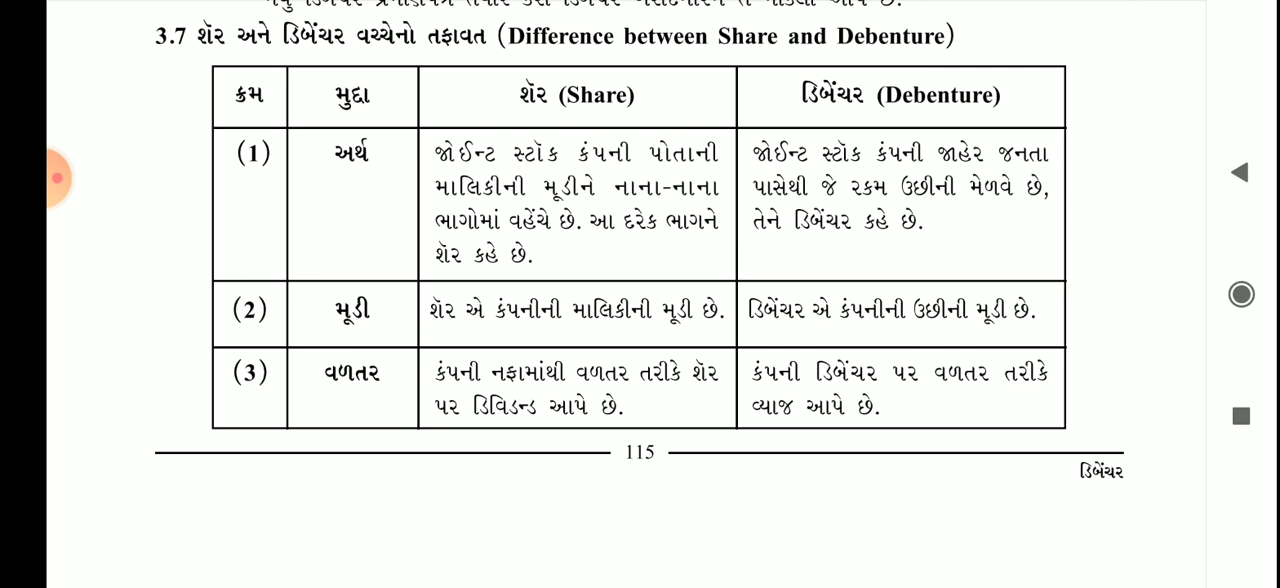 3.7 શૅર અને ડિબેંચર વચ્ચેનો તફાવત (Difference between Share and Debenture)
ક્રમ મુદ્દા શૅર (Share) ડિબેંચર (Debenture)
(1) અર્થ જોઈન્ટ સ્ટૉક કંપની પોતાની જોઈન્ટ સ્ટૉક કંપની જાહેર જનતા
માલિકીની મૂડીને નાના-નાના પાસેથી જે રકમ ઉછીની મેળવે છે,
ભાગોમાં વહેંચે છે. આ દરેક ભાગને તેને ડિબેંચર કહે છે.
શૅર કહે છે.
(2) મૂડી શૅર એ કંપનીની માલિકીની મૂડી છે. ડિબેંચર એ કંપનીની ઉછીની મૂડી છે.
(3) વળતર કંપની નફામાંથી વળતર તરીકે શૅર કંપની ડિબેંચર પર વળતર તરીકે
પર ડિવિડન્ડ આપે છે. વ્યાજ આપે છે.
115
ડિબેંચર